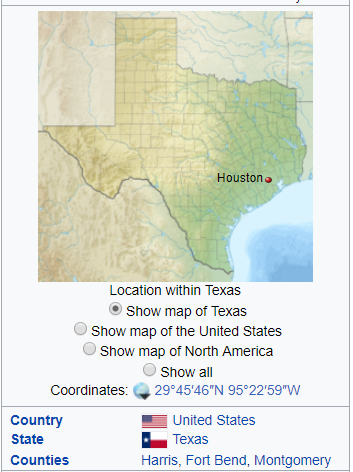 Houston
Location within Texas
Show map of Texas
Show map of the United States
Show map of North America
Show all
Coordinates: 29°45′46″N 95°22′59″W
Country United States
State Texas
Counties Harris, Fort Bend, Montgomery